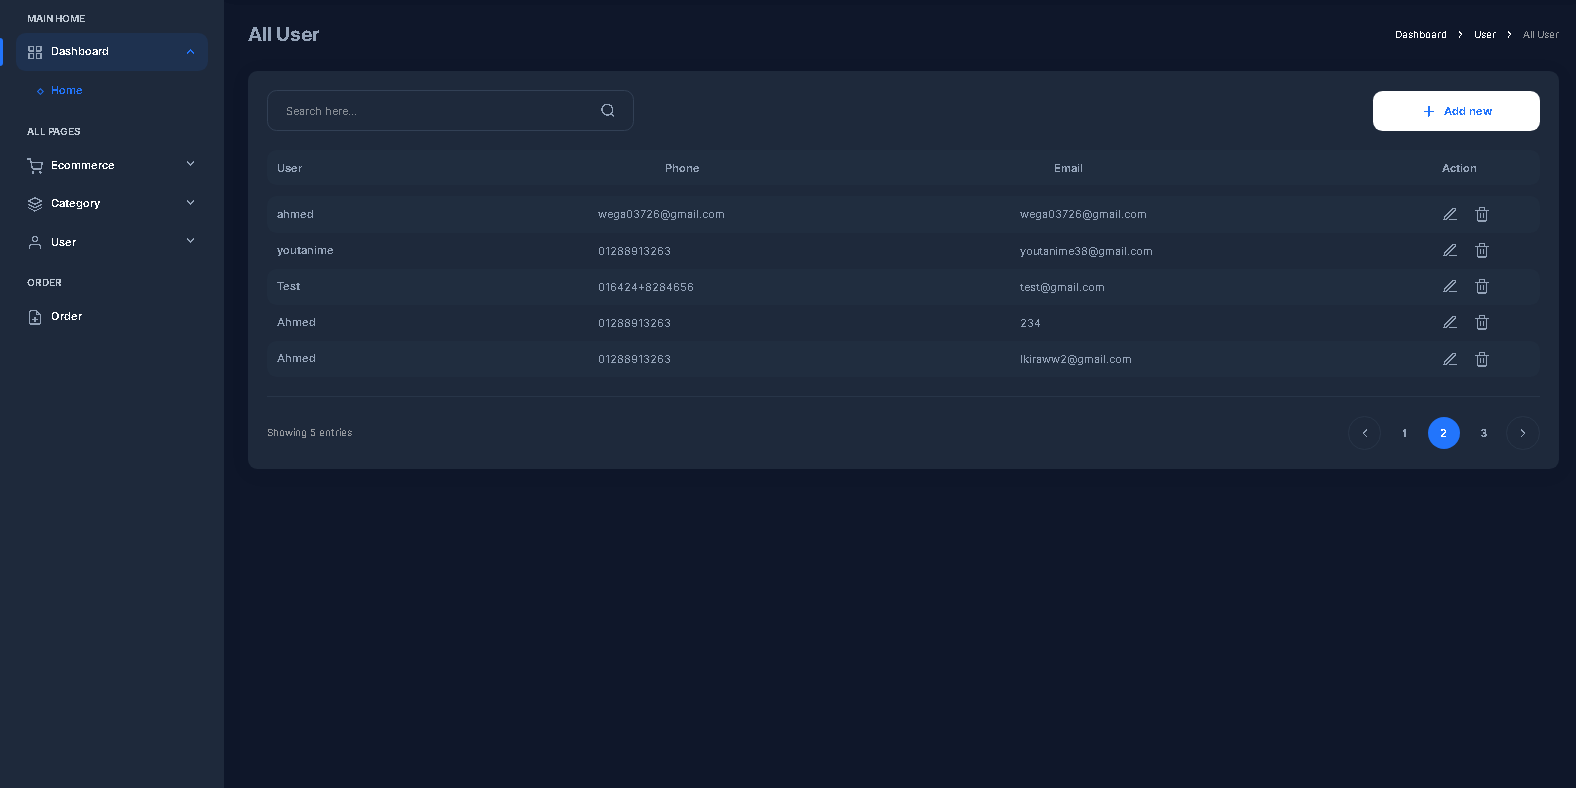 MAIN HOME
Dashboard
Home
ALL PAGES
Ecommerce
Category
User
ORDER
Order
All User
Dashboard User All User
Search here...
Add new
User Phone Email Action
ahmed wega03726@gmail.com wega03726@gmail.com
youtanime 01288913263 youtanime38@gmail.com
Test 016424+8284656 test@gmail.com
Ahmed 01288913263 234
Ahmed 01288913263 lkiraww2@gmail.com
Showing 5 entries
1 2 3